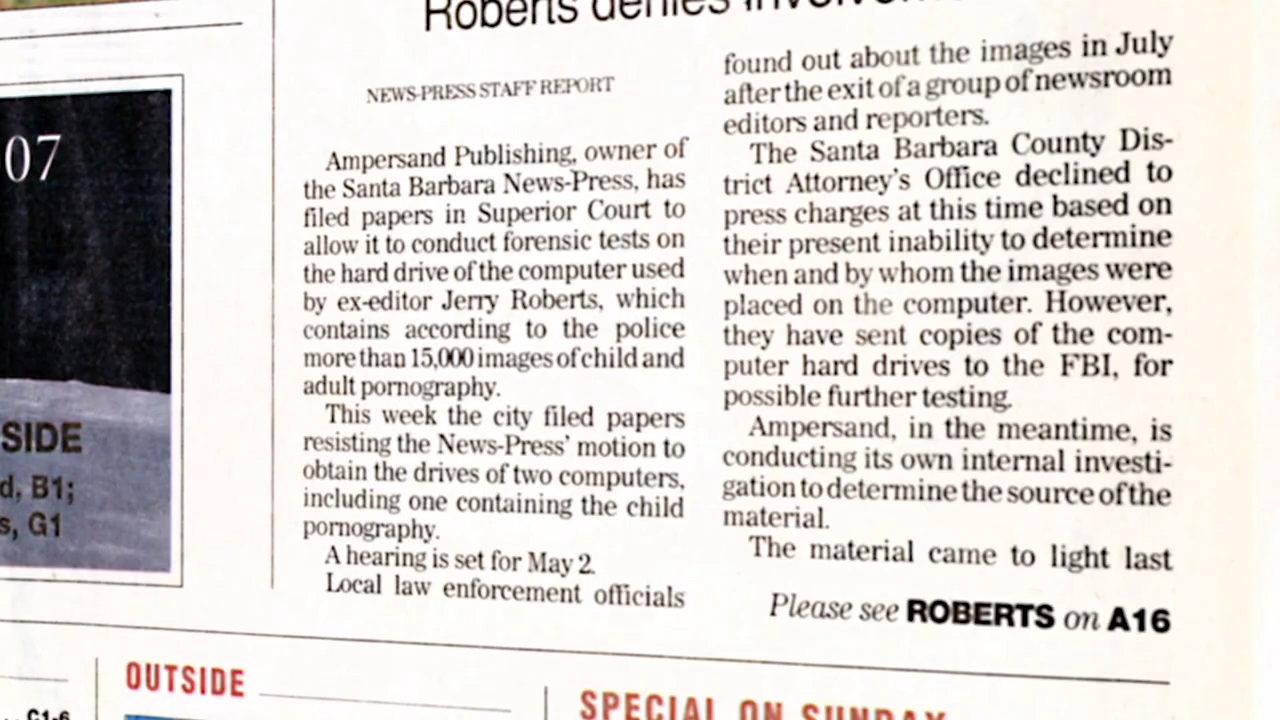 Roberts denies
NEWS-PRESS STAFF REPORT
Ampersand Publishing, owner of
the Santa Barbara News-Press, has
filed papers in Superior Court to
allow it to conduct forensic tests on
the hard drive of the computer used
by ex-editor Jerry Roberts, which
contains according to the police
more than 15,000 images of child and
adult pornography.
This week the city filed papers
resisting the News-Press' motion to
obtain the drives of two computers,
including one containing the child
pornography.
A hearing is set for May 2.
Local law enforcement officials
found out about the images in July
after the exit of a group of newsroom
editors and reporters.
The Santa Barbara County Dis-
trict Attorney's Office declined to
press charges at this time based on
their present inability to determine
when and by whom the images were
placed on the computer. However,
they have sent copies of the com-
puter hard drives to the FBI, for
possible further testing.
Ampersand, in the meantime, is
conducting its own internal investi-
gation to determine the source of the
material.
The material came to light last
Please see ROBERTS on A16
07
SIDE
d, B1;
s, G1
OUTSIDE
SPECIAL ON SUNDAY
C1-6